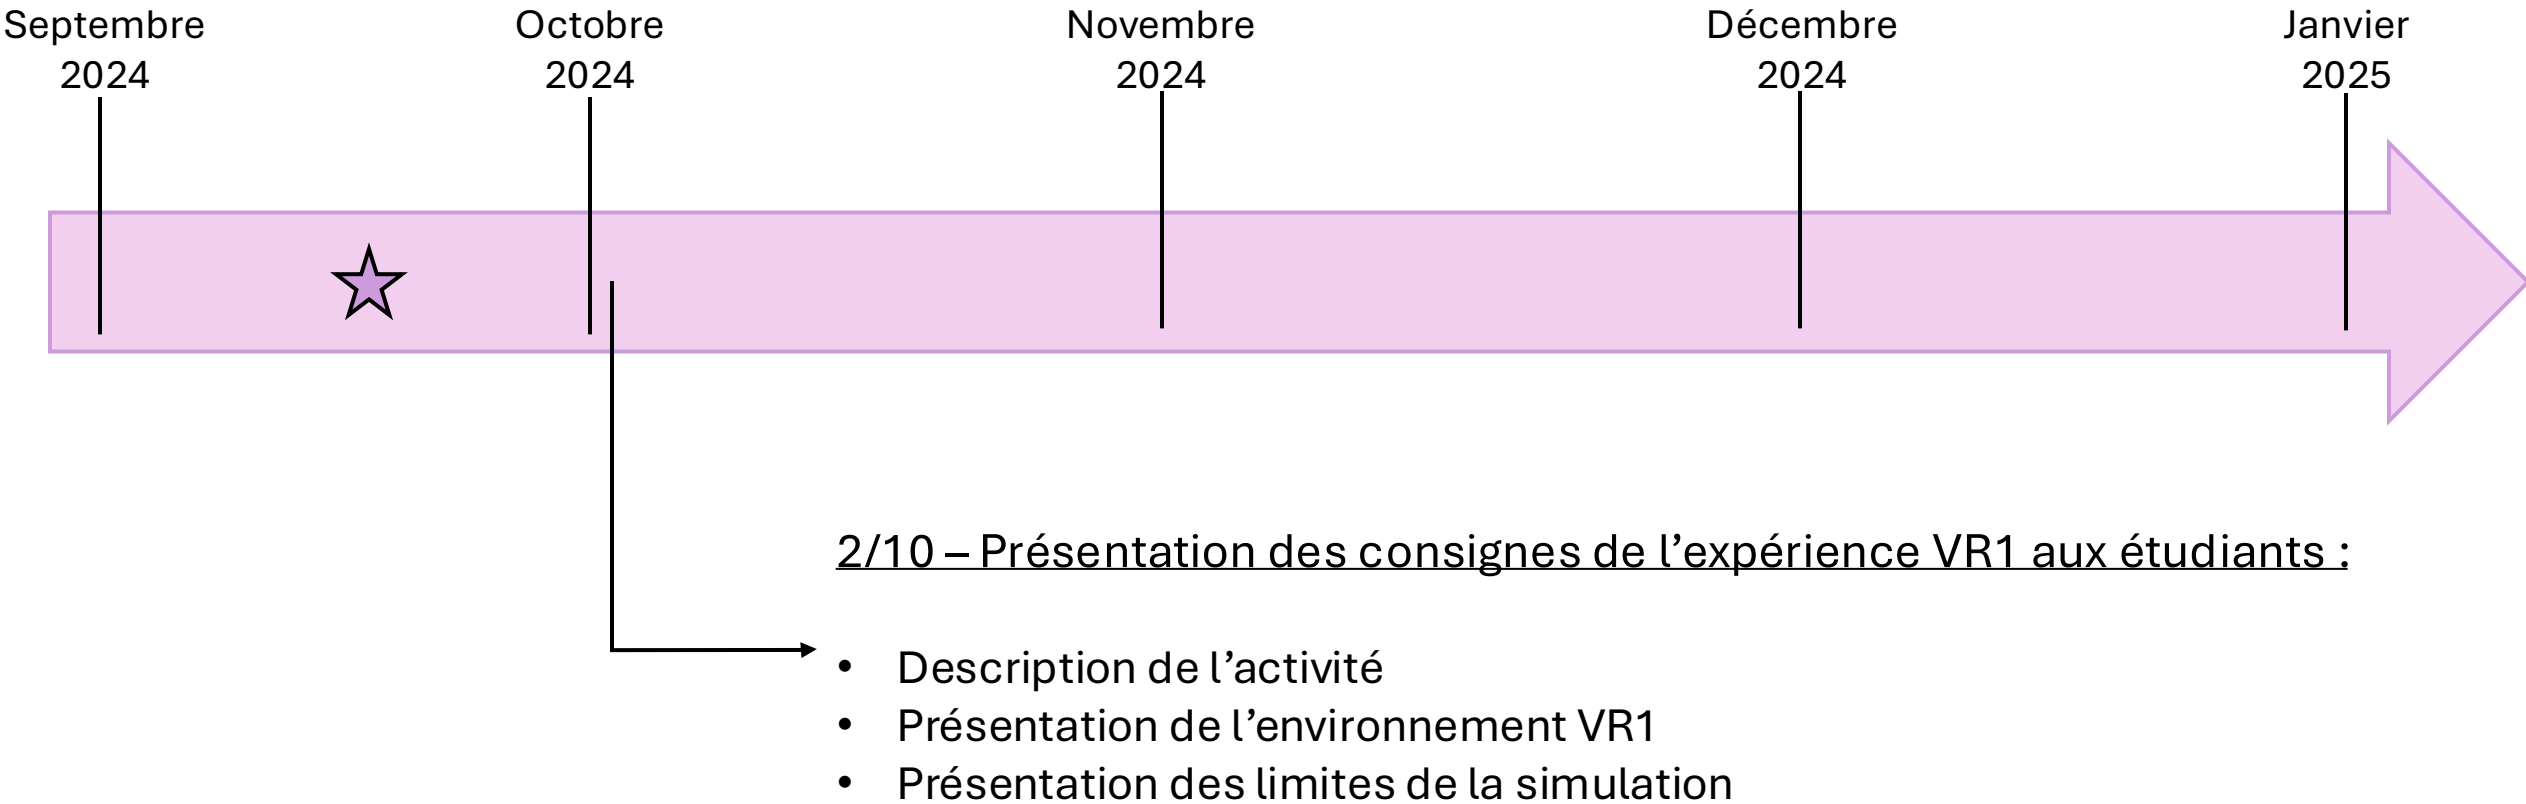 Septembre
2024
Octobre
2024
Novembre
2024
Décembre
2024
Janvier
2025
2/10 – Présentation des consignes de l’expérience VR1 aux étudiants :
• Description de l’activité
• Présentation de l’environnement VR1
• Présentation des limites de la simulation